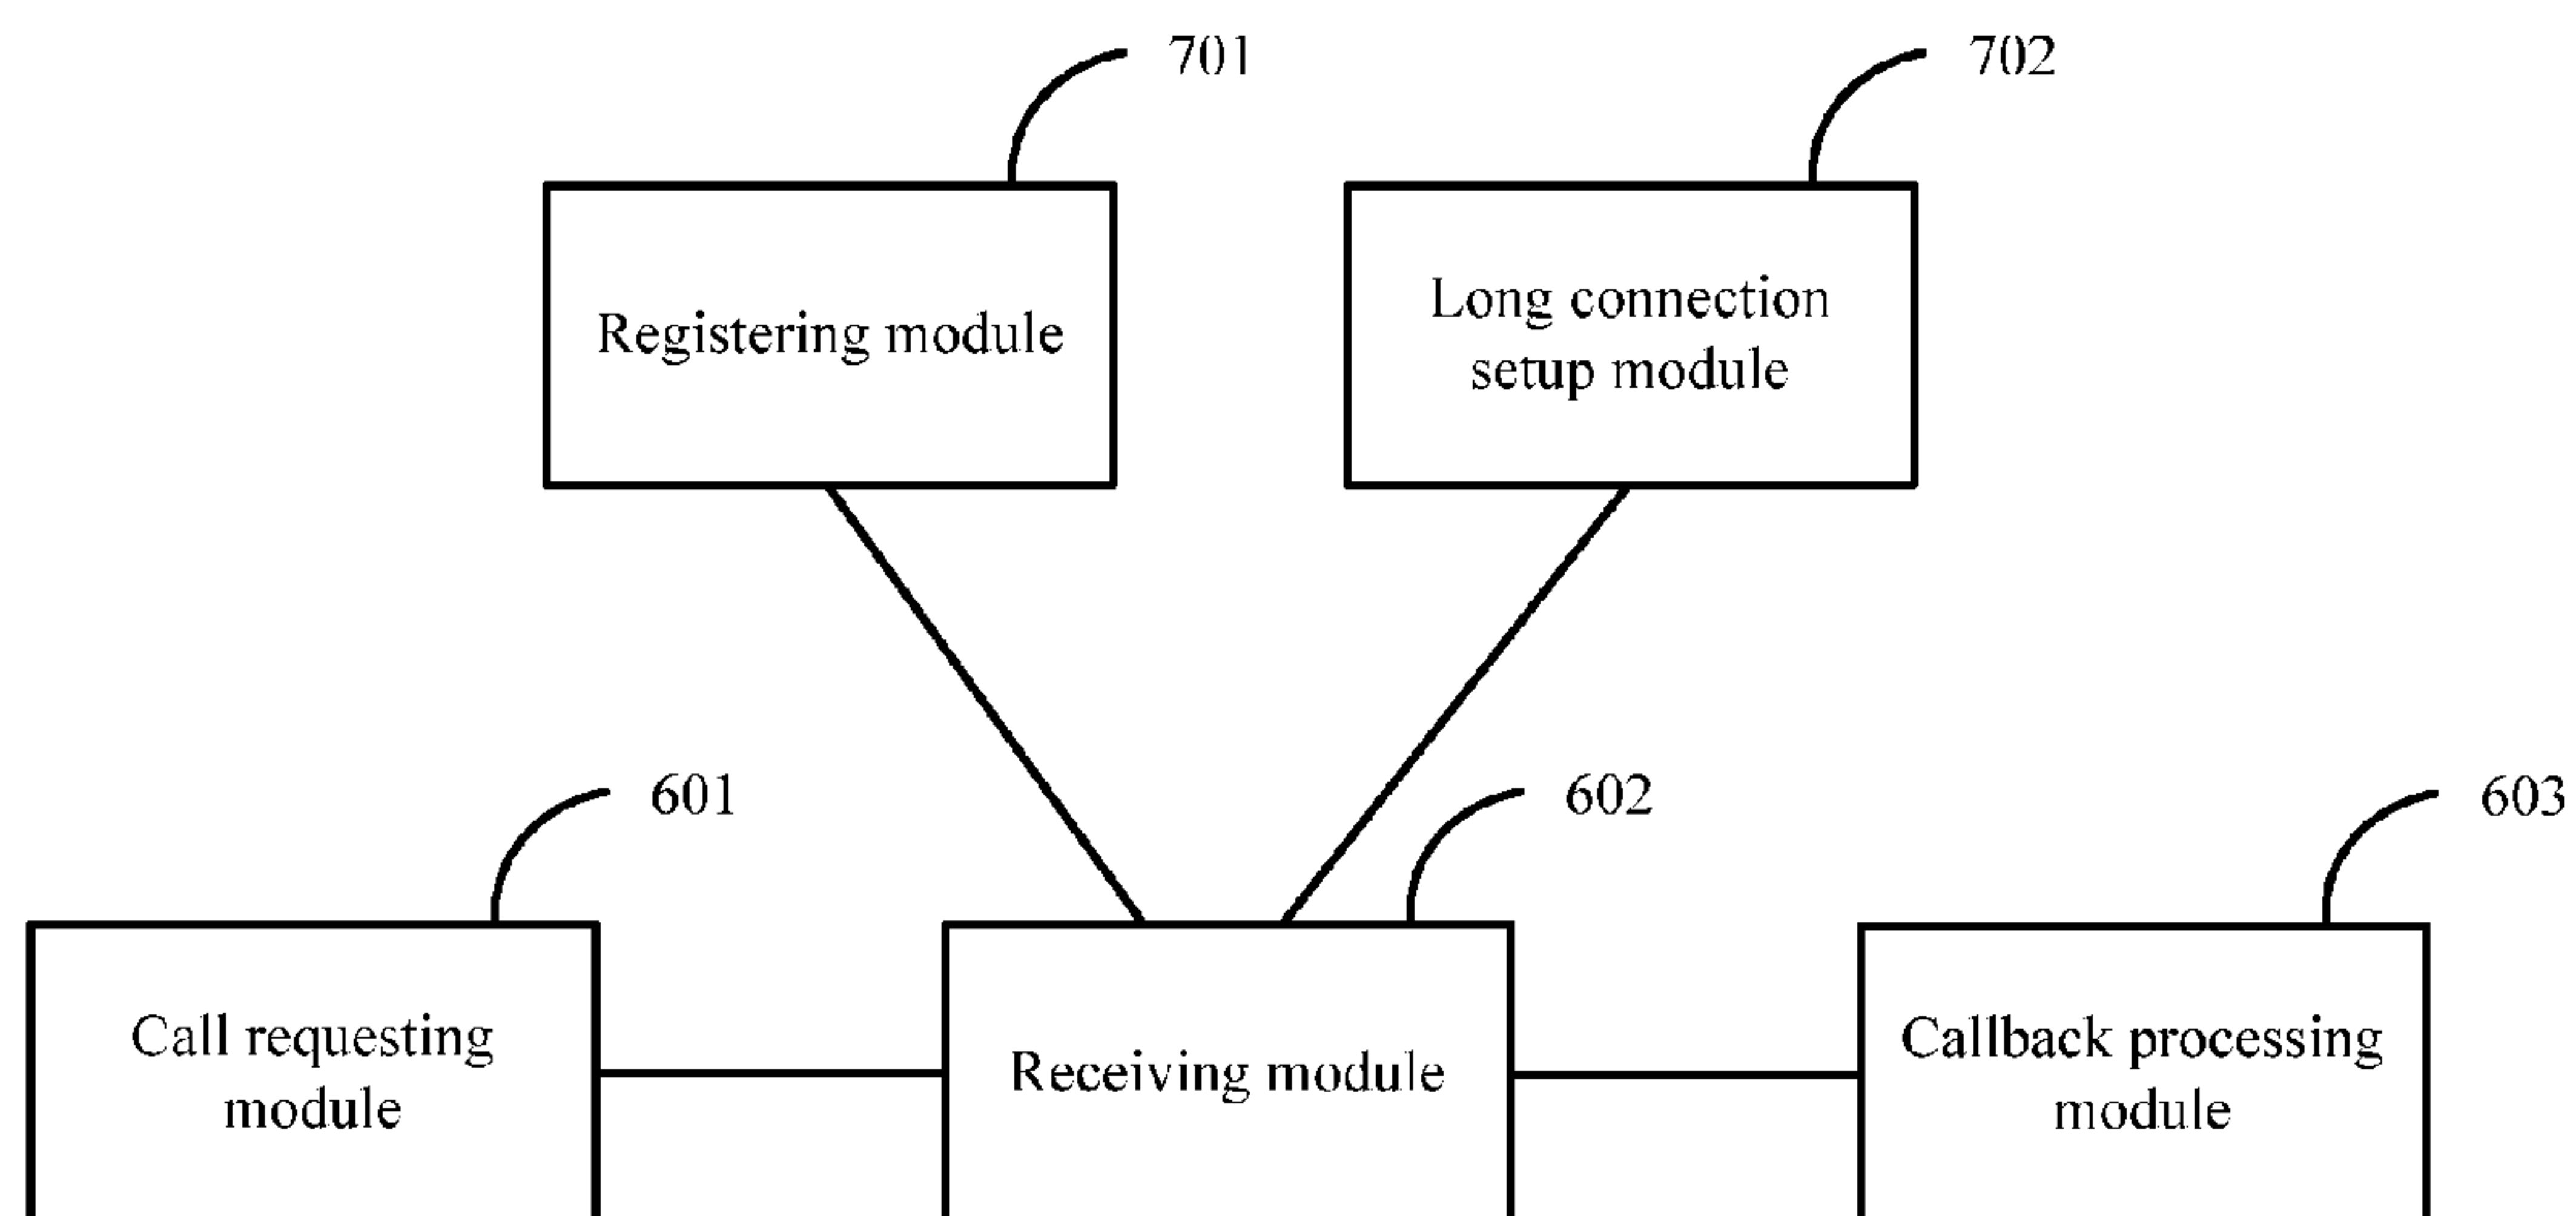 701
702
Registering module
Long connection
setup module
601
602
603
Call requesting
module
Receiving module
Callback processing
module